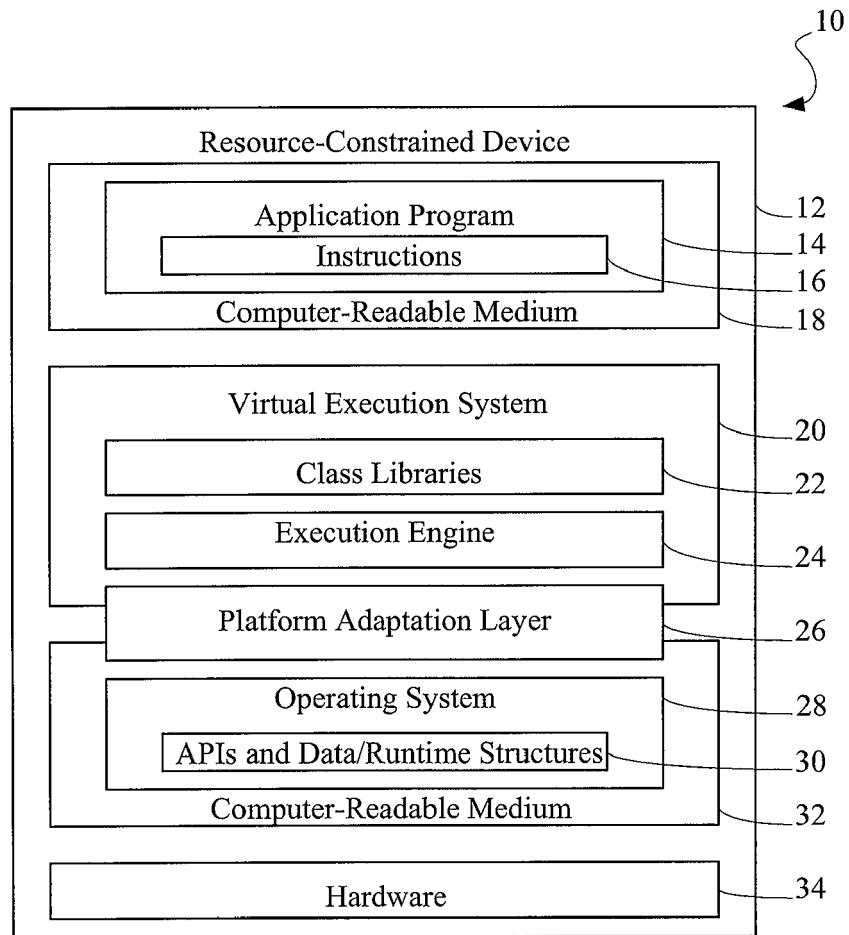 10
Resource-Constrained Device
12
Application Program
14
Instructions
16
Computer-Readable Medium
18
Virtual Execution System
20
Class Libraries
22
Execution Engine
24
Platform Adaptation Layer
26
Operating System
28
APIs and Data/Runtime Structures
30
Computer-Readable Medium
32
Hardware
34